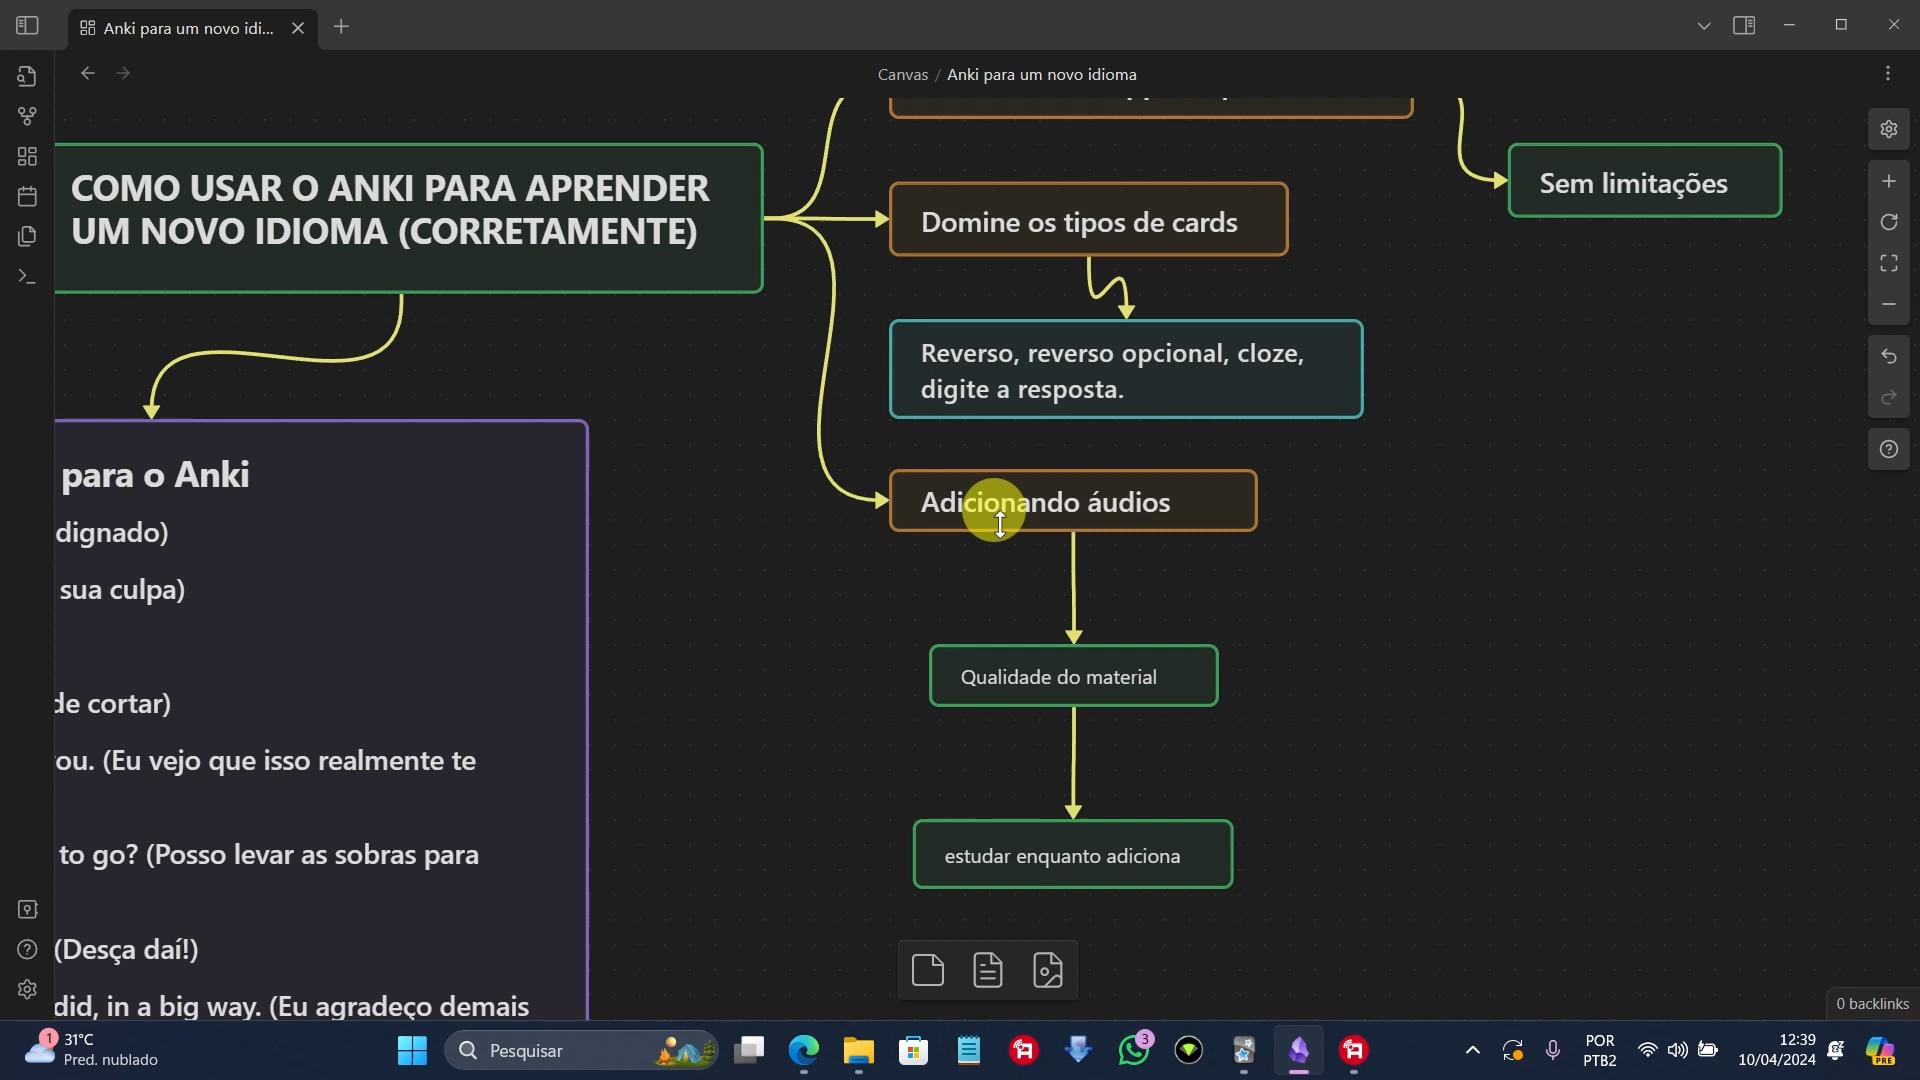 Anki para um novo idi...
Canvas / Anki para um novo idioma
COMO USAR O ANKI PARA APRENDER
UM NOVO IDIOMA (CORRETAMENTE)
Sem limitações
Domine os tipos de cards
Reverso, reverso opcional, cloze,
digite a resposta.
Adicionando áudios
Qualidade do material
estudar enquanto adiciona
para o Anki
dignado)
sua culpa)
de cortar)
ou. (Eu vejo que isso realmente te
to go? (Posso levar as sobras para
(Desça daí!)
did, in a big way. (Eu agradeço demais
0 backlinks
1
31°C
Pred. nublado
Pesquisar
3
POR
PTB2
12:39
10/04/2024
PRE